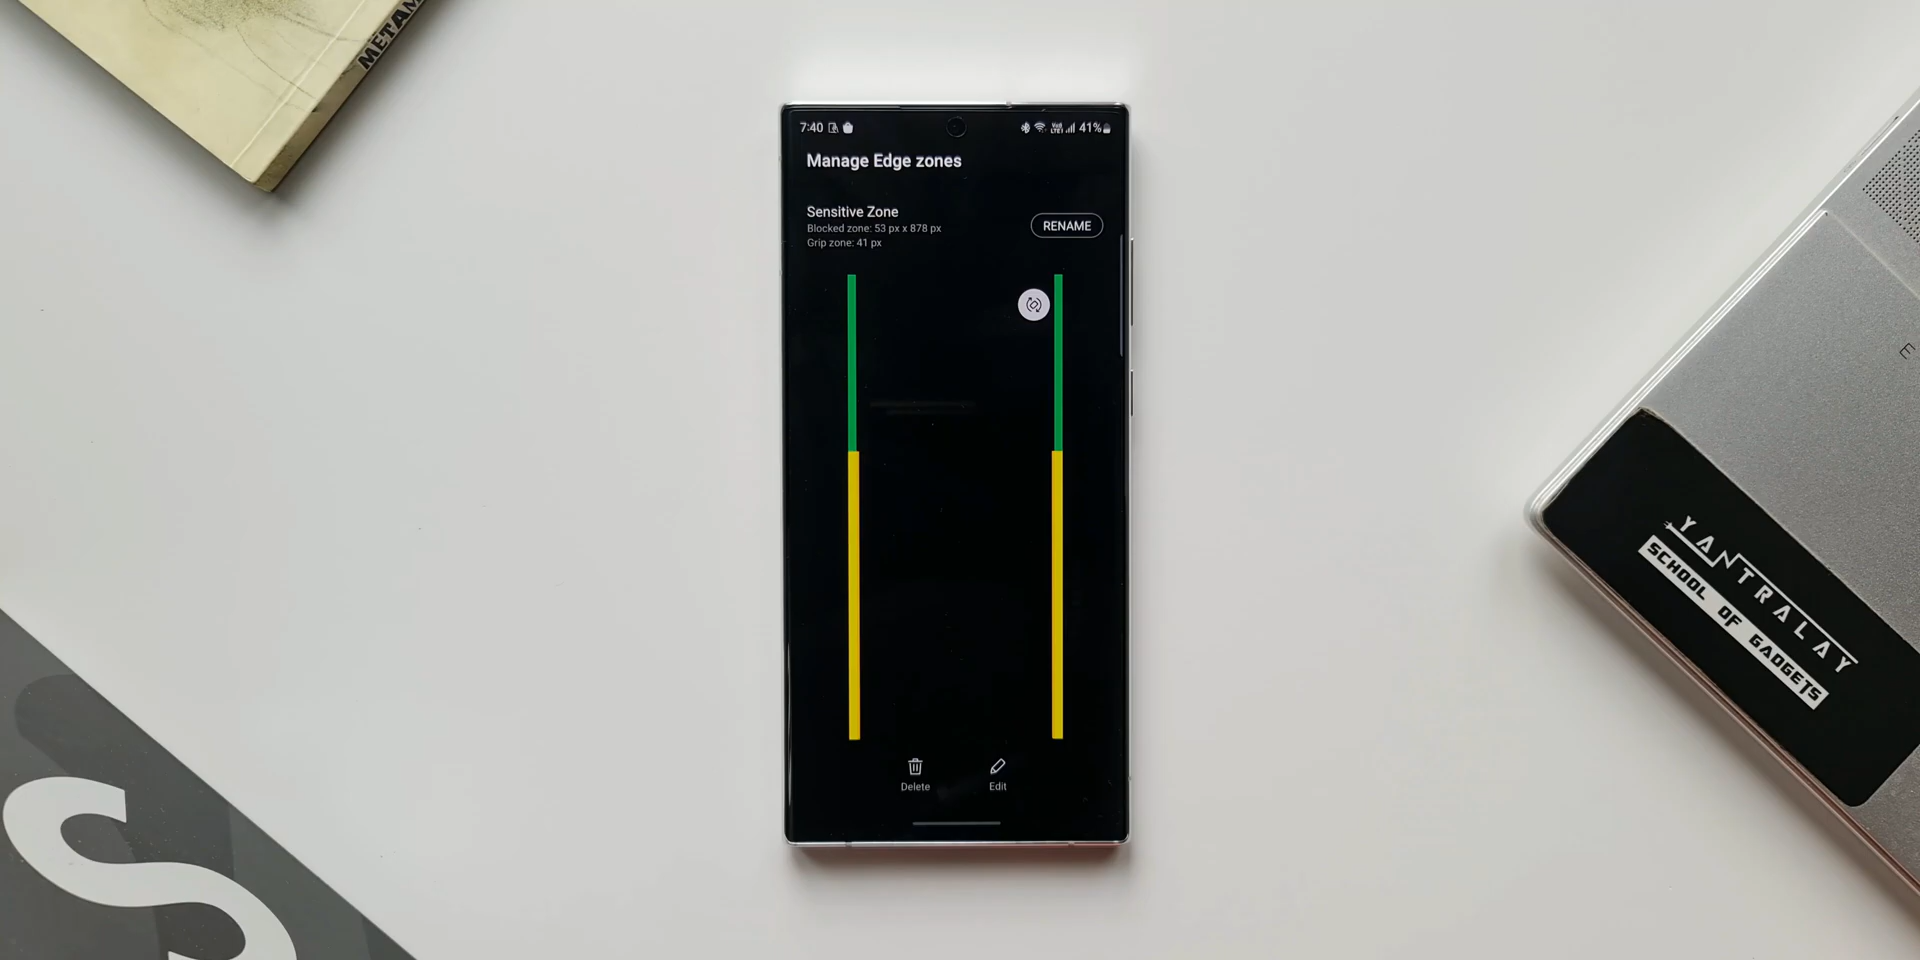 METAM
7:40
VoLTE1 41%
Manage Edge zones
Sensitive Zone
Blocked zone: 53 px x 878 px
Grip zone: 41 px
RENAME
Delete
Edit
E
YANTRALAY
SCHOOL OF GADGETS
S